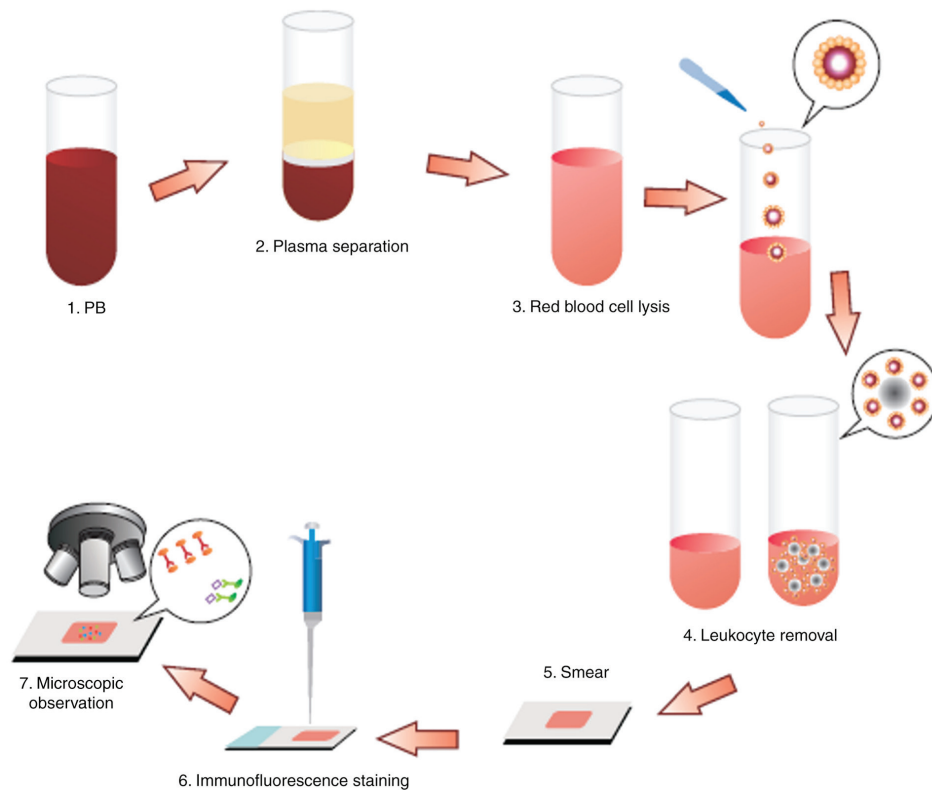 1. PB
2. Plasma separation
3. Red blood cell lysis
4. Leukocyte removal
5. Smear
6. Immunofluorescence staining
7. Microscopic
observation